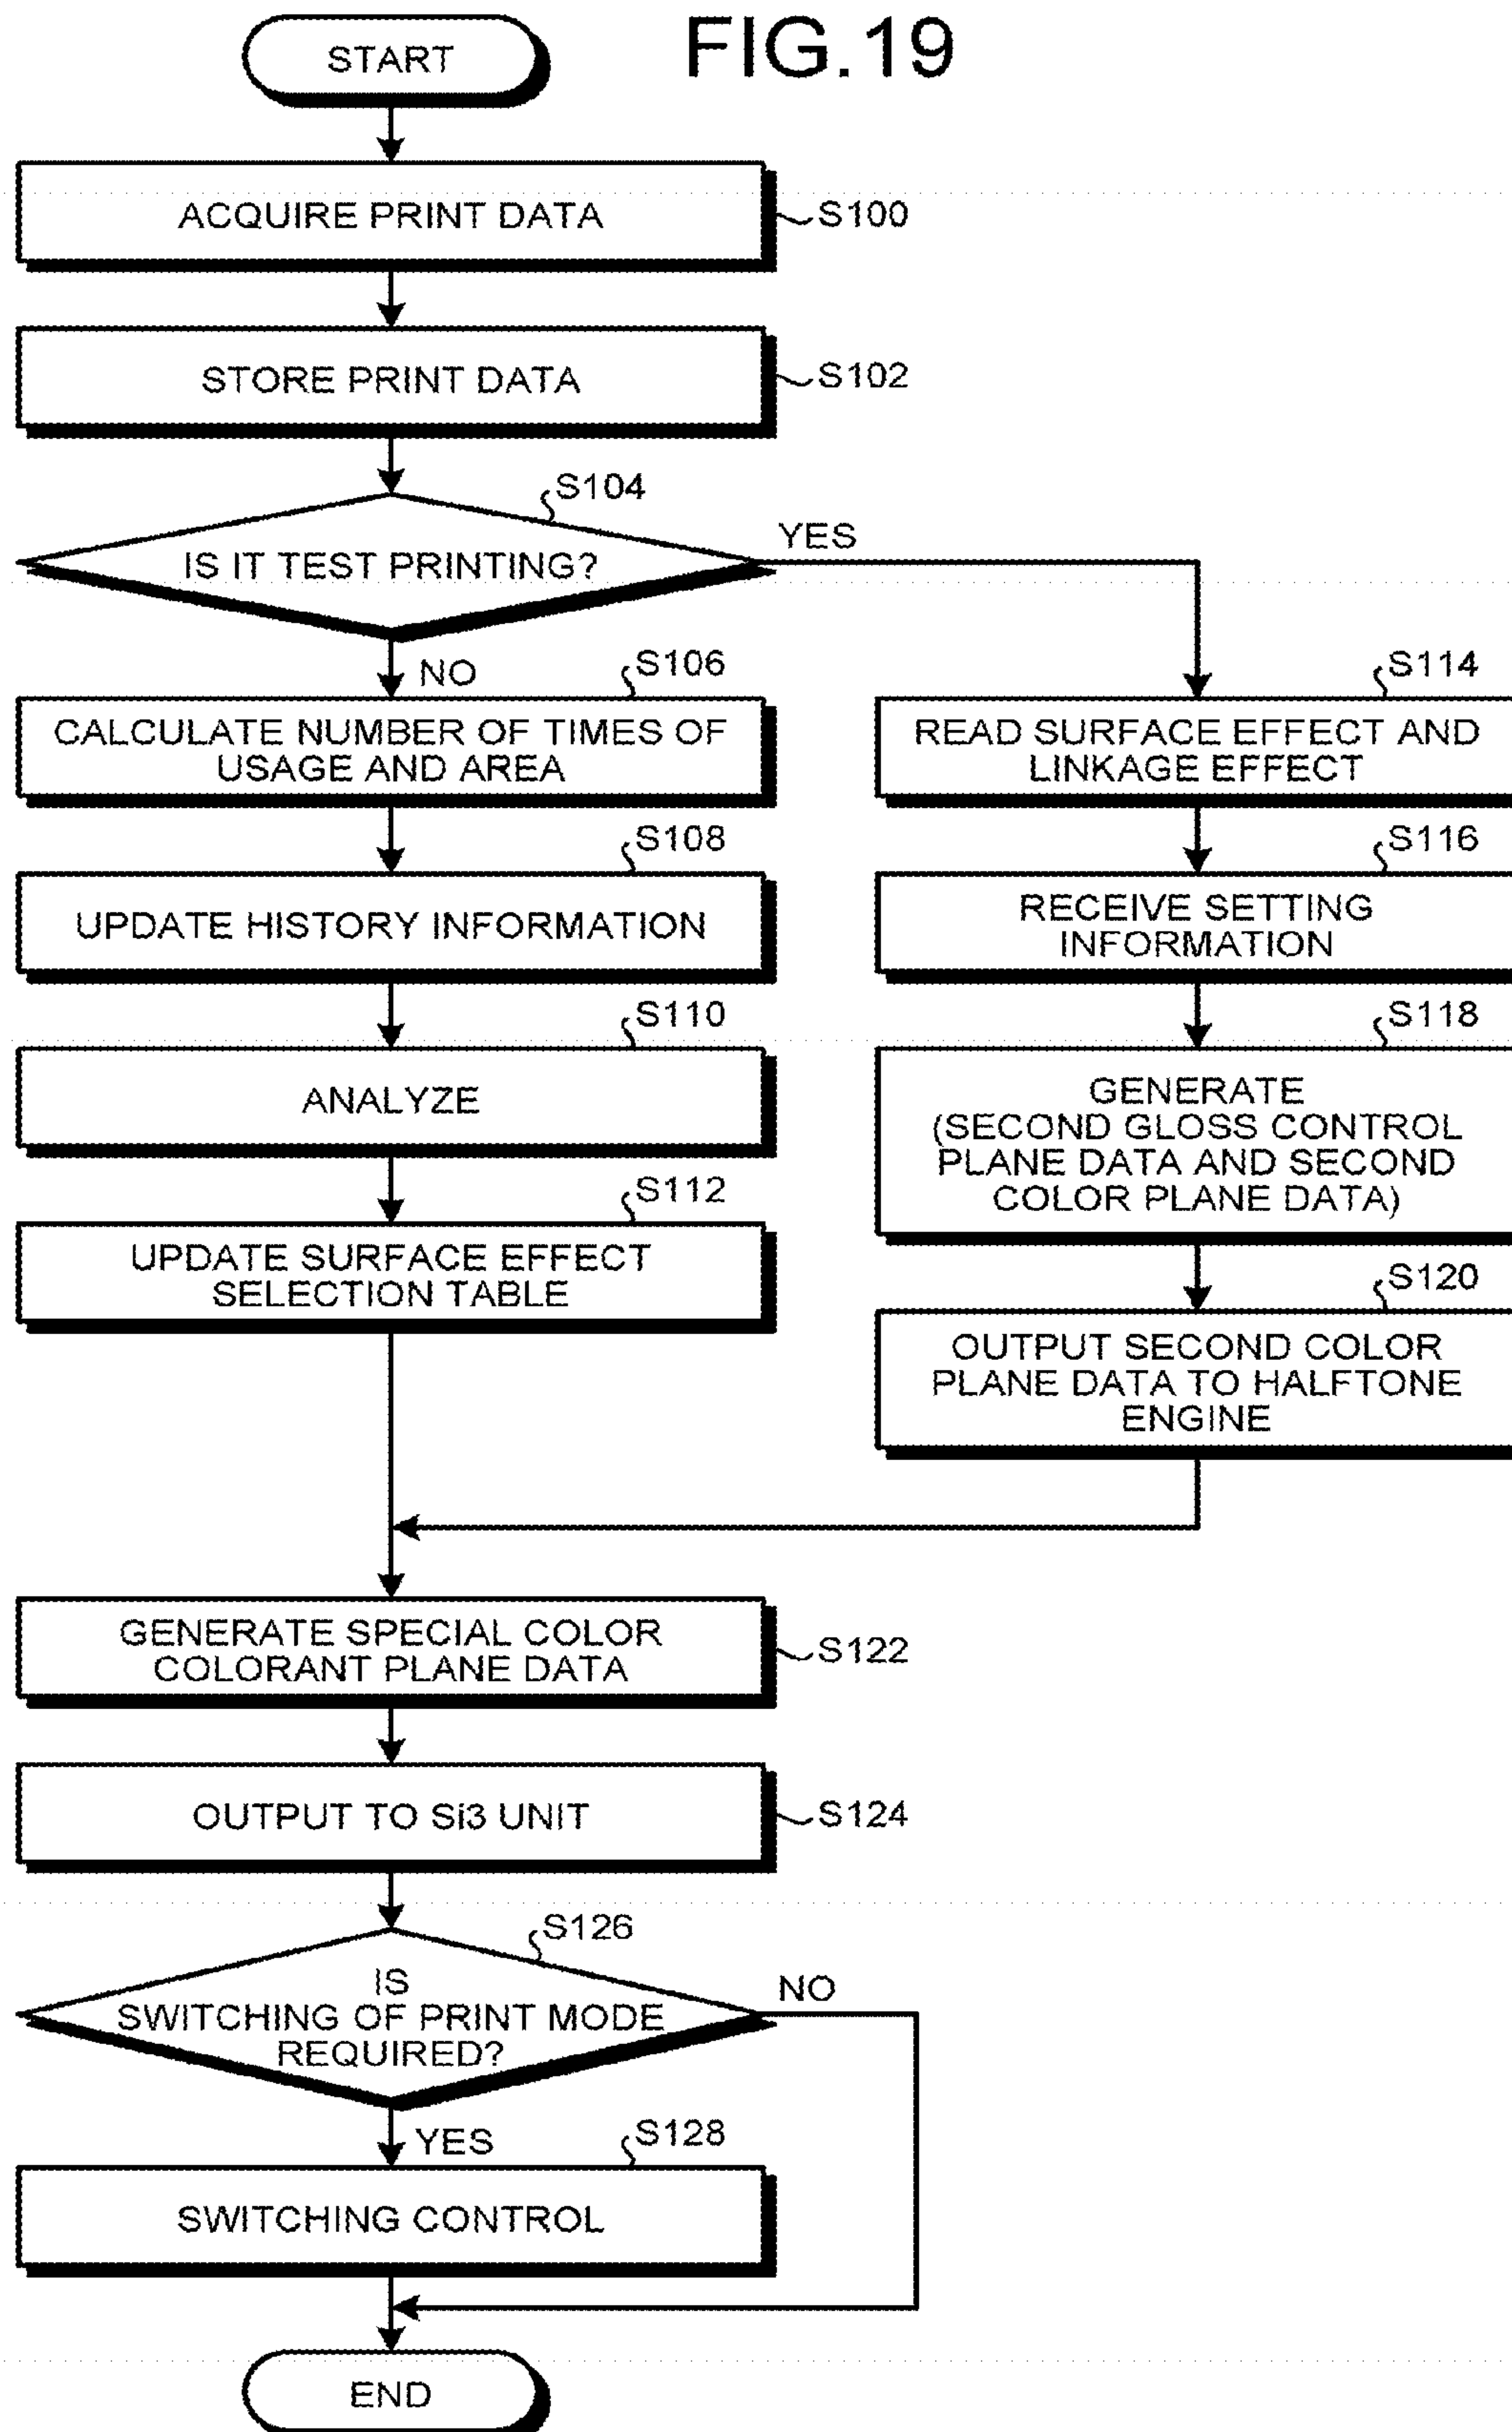 FIG.19
START
ACQUIRE PRINT DATA
S100
STORE PRINT DATA
S102
S104
IS IT TEST PRINTING?
YES
NO
S106
CALCULATE NUMBER OF TIMES OF
USAGE AND AREA
S108
UPDATE HISTORY INFORMATION
S110
ANALYZE
S112
UPDATE SURFACE EFFECT
SELECTION TABLE
S114
READ SURFACE EFFECT AND
LINKAGE EFFECT
S116
RECEIVE SETTING
INFORMATION
S118
GENERATE
(SECOND GLOSS CONTROL
PLANE DATA AND SECOND
COLOR PLANE DATA)
S120
OUTPUT SECOND COLOR
PLANE DATA TO HALFTONE
ENGINE
GENERATE SPECIAL COLOR
COLORANT PLANE DATA
S122
OUTPUT TO Si3 UNIT
S124
S126
IS
SWITCHING OF PRINT MODE
REQUIRED?
NO
YES
S128
SWITCHING CONTROL
END